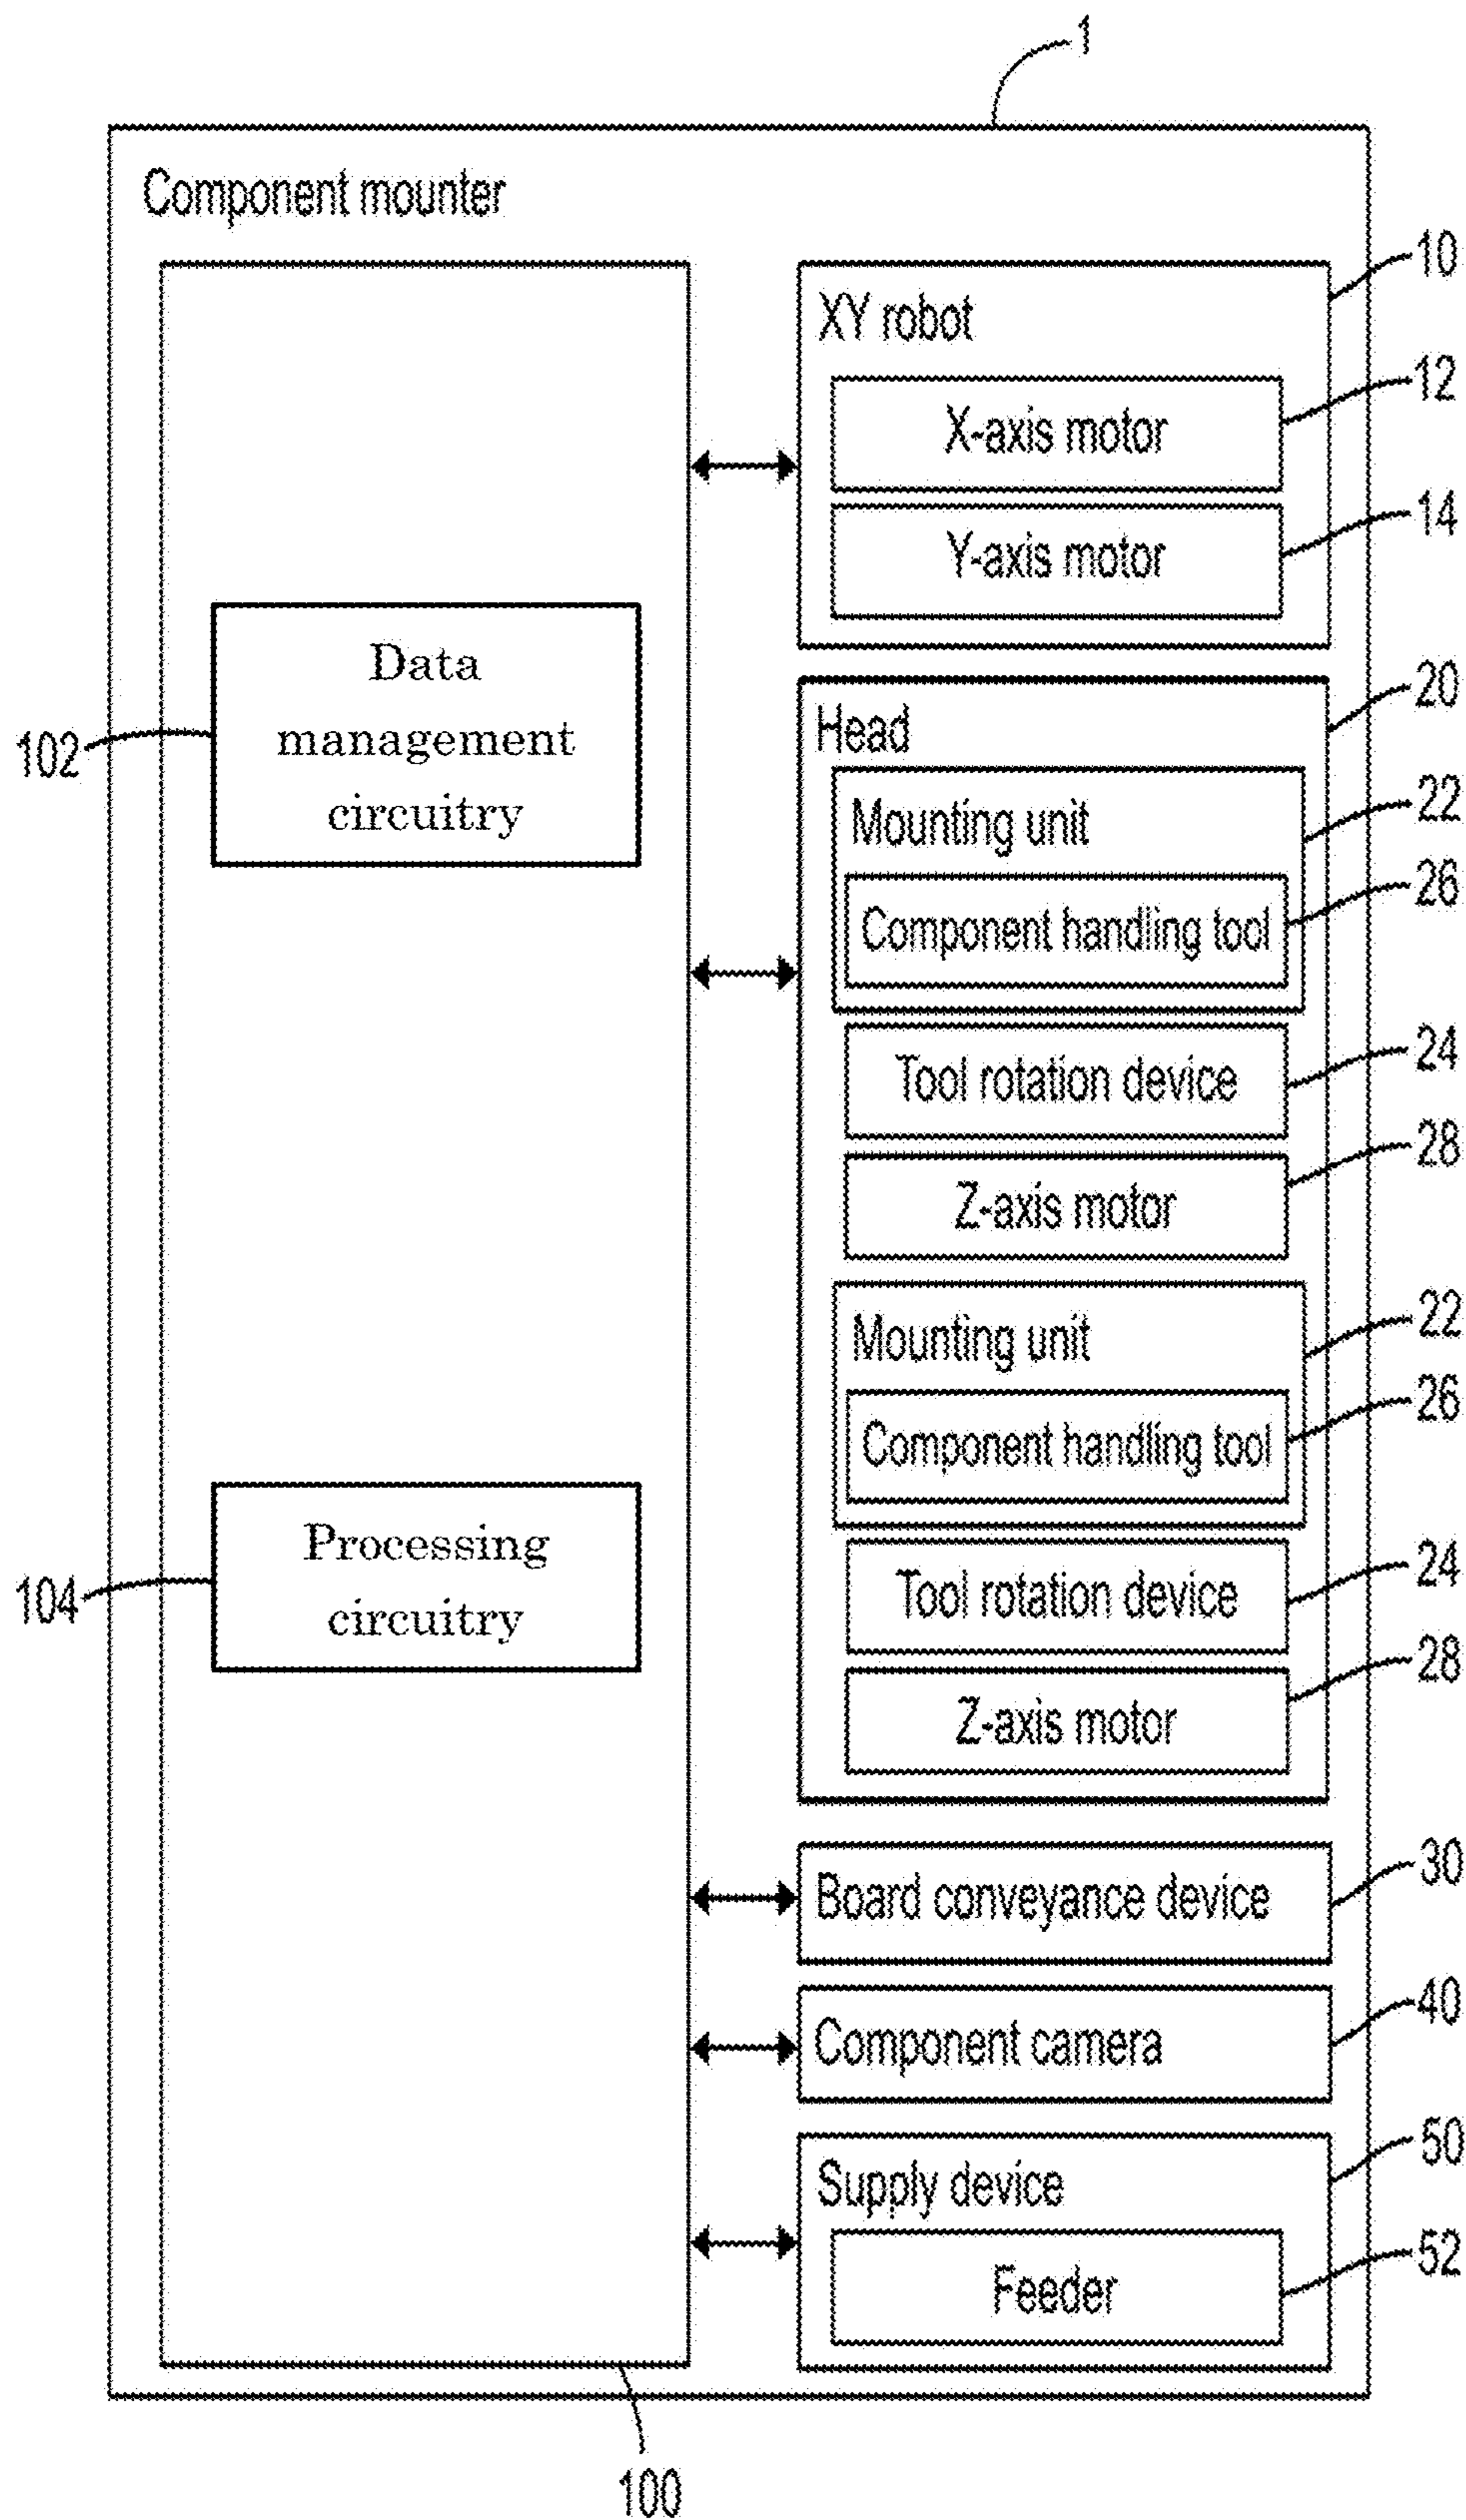 1
Component mounter
10
XY robot
12
X-axis motor
14
Y-axis motor
102
Data
management
circuitry
20
Head
22
Mounting unit
26
Component handling tool
24
Tool rotation device
28
Z-axis motor
22
Mounting unit
26
Component handling tool
104
Processing
circuitry
24
Tool rotation device
28
Z-axis motor
30
Board conveyance device
40
Component camera
50
Supply device
52
Feeder
100